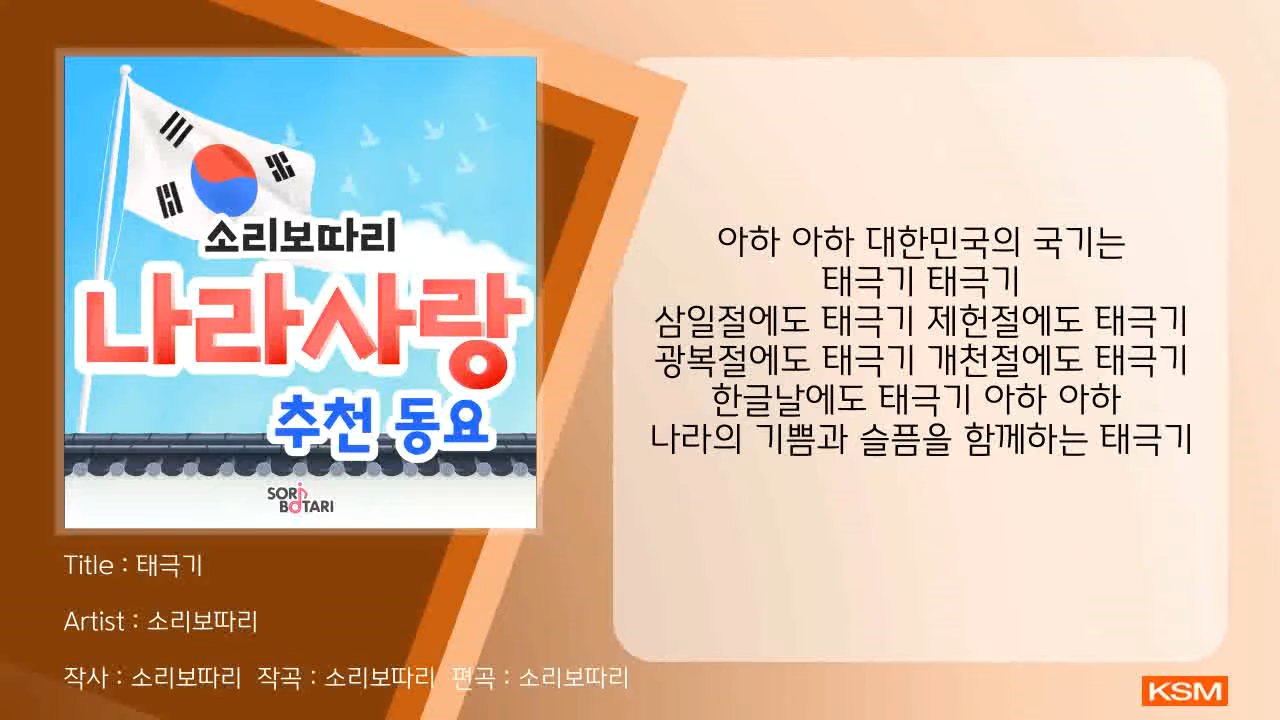 소리보따리
나라사랑
추천 동요
SORI
BOTARI
Title : 태극기
Artist : 소리보따리
작사 : 소리보따리 작곡 : 소리보따리 편곡 : 소리보따리
아하 아하 대한민국의 국기는
태극기 태극기
삼일절에도 태극기 제헌절에도 태극기
광복절에도 태극기 개천절에도 태극기
한글날에도 태극기 아하 아하
나라의 기쁨과 슬픔을 함께하는 태극기
KSM